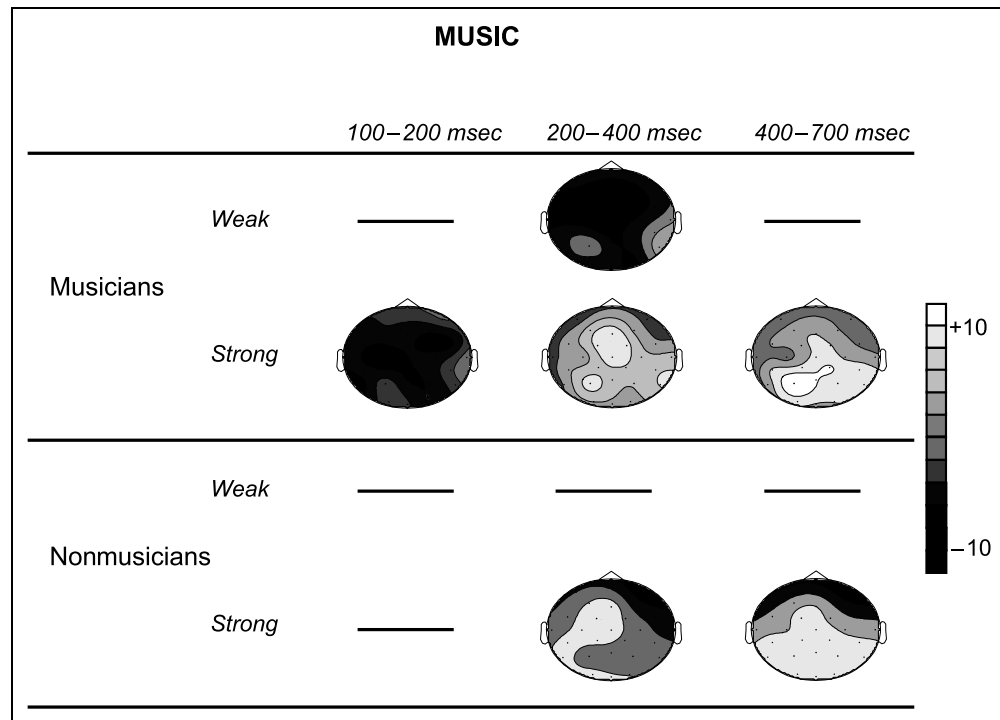 MUSIC
100–200 msec 200–400 msec 400–700 msec
Weak
Musicians
Strong
+10
Weak
–10
Nonmusicians
Strong